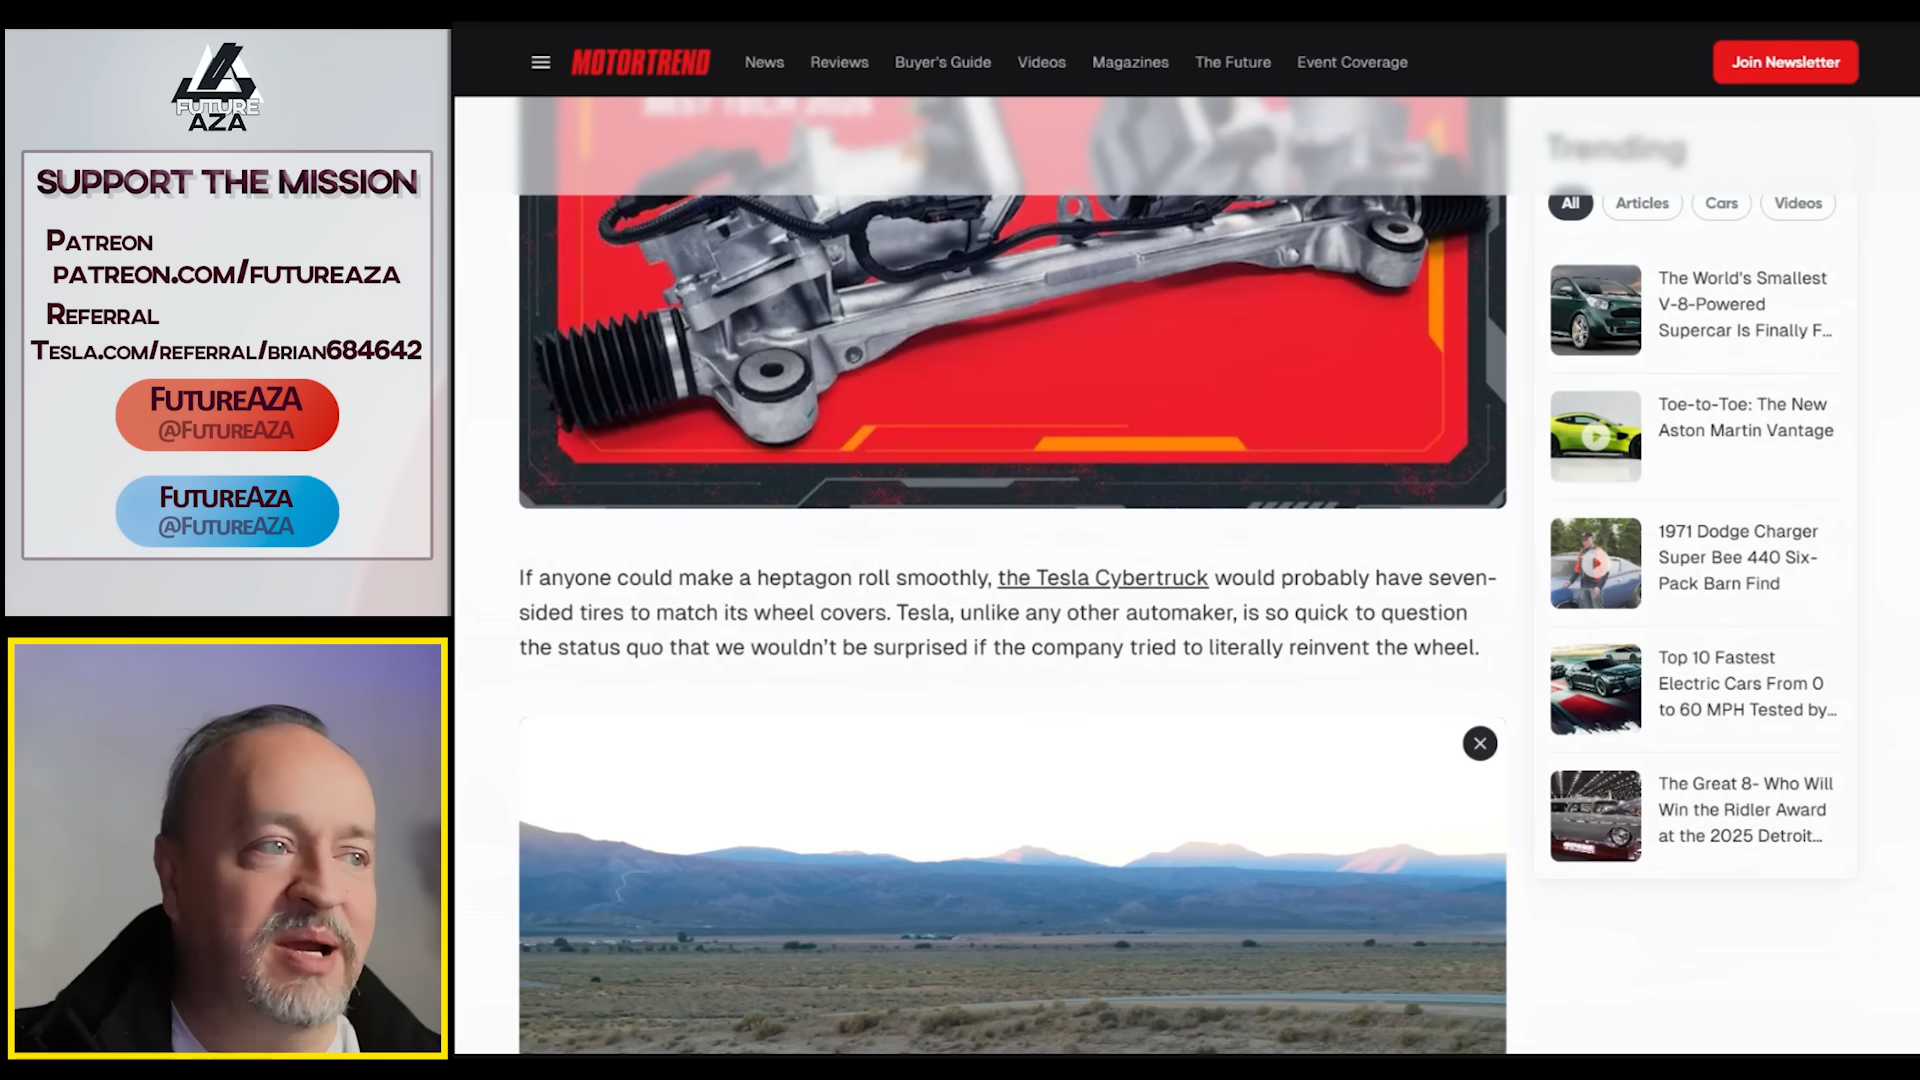 FUTURE
AZA
SUPPORT THE MISSION
PATREON
PATREON.COM/FUTUREAZA
REFERRAL
TESLA.COM/REFERRAL/BRIAN684642
FUTUREAZA
@FUTUREAZA
FUTUREAZA
@FUTUREAZA
MOTORTREND
News
Reviews
Buyer's Guide
Videos
Magazines
The Future
Event Coverage
Join Newsletter
BEST TECH 2025
If anyone could make a heptagon roll smoothly, the Tesla Cybertruck would probably have seven-
sided tires to match its wheel covers. Tesla, unlike any other automaker, is so quick to question
the status quo that we wouldn't be surprised if the company tried to literally reinvent the wheel.
Trending
All
Articles
Cars
Videos
The World's Smallest
V-8-Powered
Supercar Is Finally F...
Toe-to-Toe: The New
Aston Martin Vantage
1971 Dodge Charger
Super Bee 440 Six-
Pack Barn Find
Top 10 Fastest
Electric Cars From 0
to 60 MPH Tested by...
The Great 8- Who Will
Win the Ridler Award
at the 2025 Detroit...